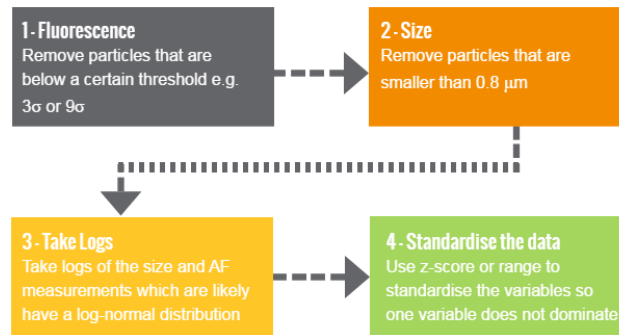 1 - Fluorescence
Remove particles that are
below a certain threshold e.g.
3σ or 9σ
2 - Size
Remove particles that are
smaller than 0.8 μm
3 - Take Logs
Take logs of the size and AF
measurements which are likely
have a log-normal distribution
4 - Standardise the data
Use z-score or range to
standardise the variables so
one variable does not dominate